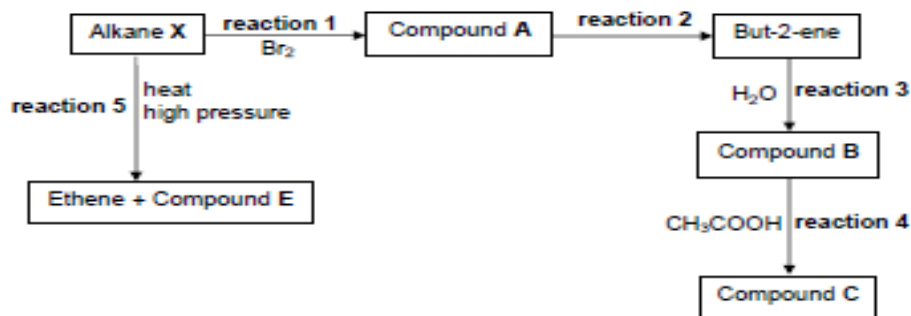 Alkane X
reaction 1
Br₂
Compound A
reaction 2
But-2-ene
reaction 5
heat
high pressure
H₂O
reaction 3
Compound B
Ethene + Compound E
CH₃COOH
reaction 4
Compound C